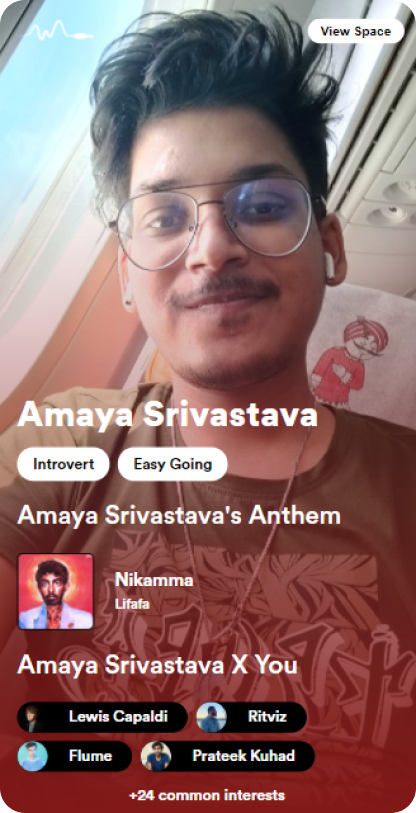 View Space
Amaya Srivastava
Introvert Easy Going
Amaya Srivastava's Anthem
Nikamma
Lifafa
Amaya Srivastava X You
Lewis Capaldi Ritviz
Flume Prateek Kuhad
+24 common interests